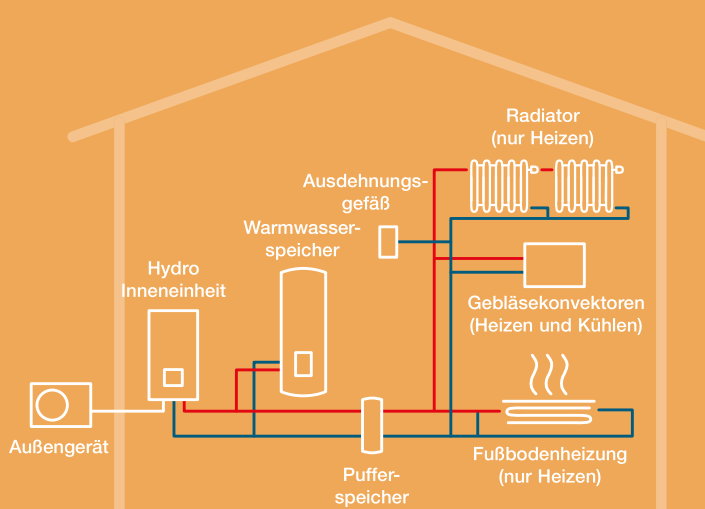 Radiator
(nur Heizen)
Ausdehnungs-
gefäß
Warmwasser-
speicher
Hydro
Inneneinheit
Gebläsekonvektoren
(Heizen und Kühlen)
Außengerät
Fußbodenheizung
(nur Heizen)
Puffer-
speicher